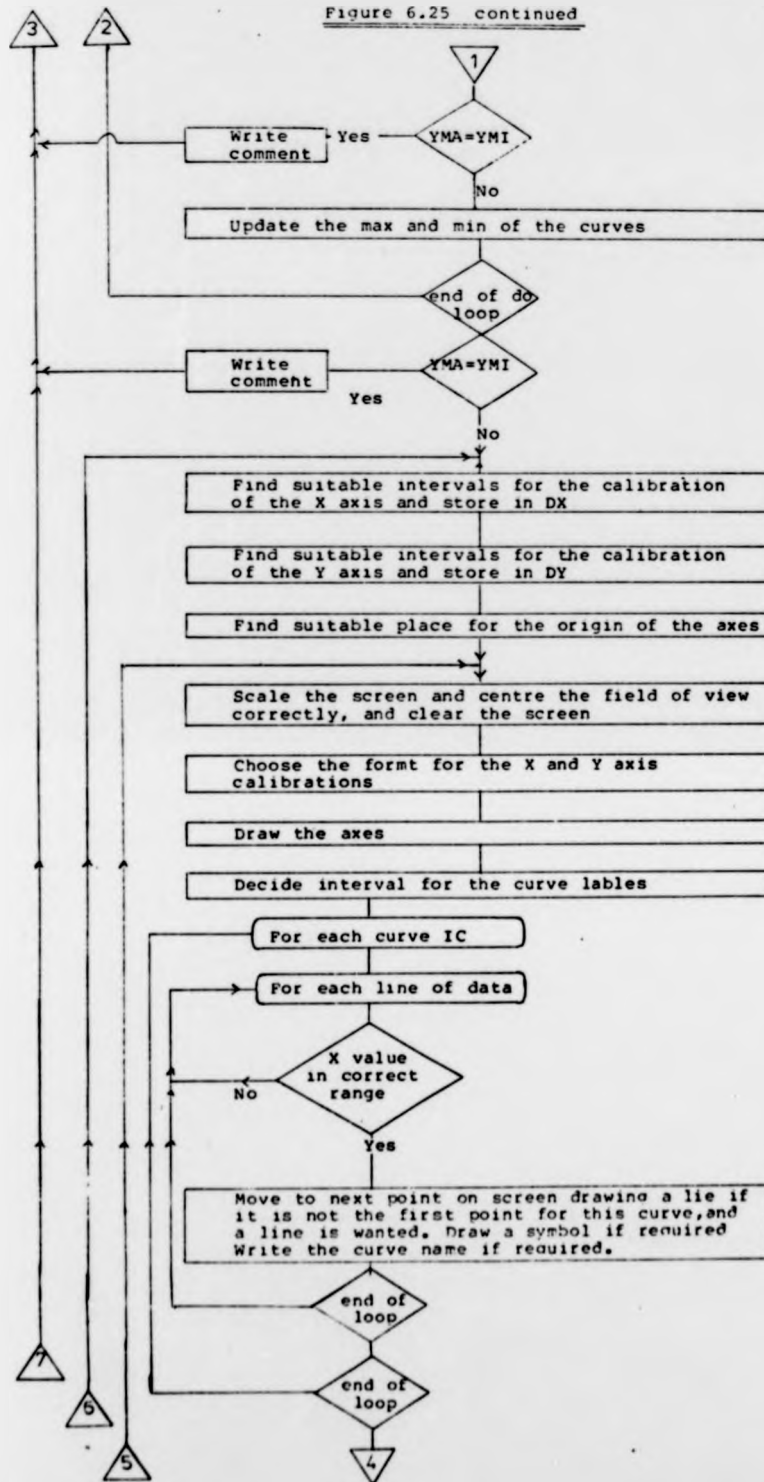 Figure 6.25 continued
3
2
1
Write
comment
Yes
YMA=YMI
No
Update the max and min of the curves
end of do
loop
Write
comment
YMA=YMI
Yes
No
Find suitable intervals for the calibration
of the X axis and store in DX
Find suitable intervals for the calibration
of the Y axis and store in DY
Find suitable place for the origin of the axes
Scale the screen and centre the field of view
correctly, and clear the screen
Choose the formt for the X and Y axis
calibrations
Draw the axes
Decide interval for the curve lables
For each curve IC
For each line of data
X value
in correct
range
No
Yes
Move to next point on screen drawing a lie if
it is not the first point for this curve,and
a line is wanted. Draw a symbol if required
Write the curve name if required.
end of
loop
7
end of
loop
6
5
4